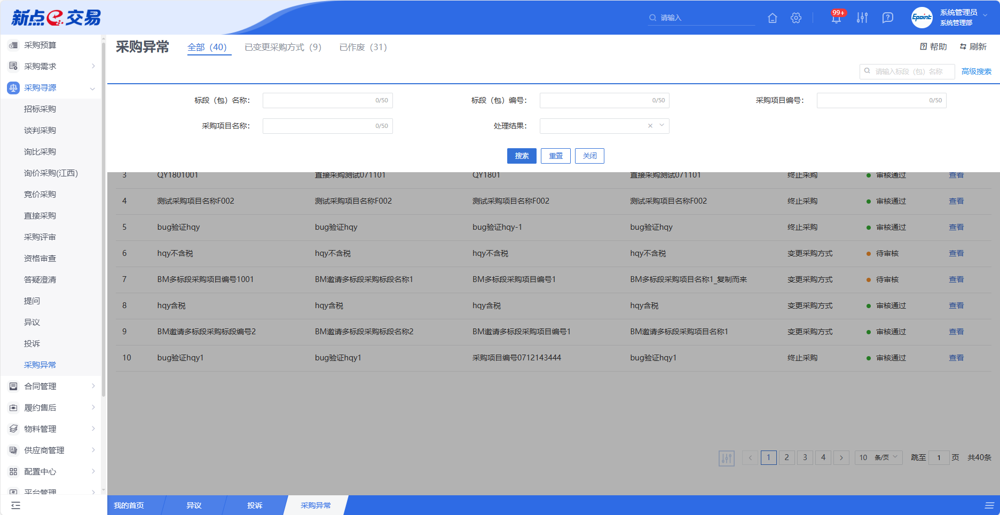 新点e交易
请输入
99+
Epoint
系统管理员
系统管理部
采购预算
采购需求
采购寻源
招标采购
谈判采购
询比采购
询价采购(江西)
竞价采购
直接采购
采购评审
资格审查
答疑澄清
提问
异议
投诉
采购异常
合同管理
履约售后
物料管理
供应商管理
配置中心
平台管理
采购异常 全部（40） 已变更采购方式（9） 已作废（31） 帮助 刷新
请输入标段（包）名称 高级搜索
标段（包）名称： 0/50 标段（包）编号： 0/50 采购项目编号： 0/50
采购项目名称： 0/50 处理结果：
搜索 重置 关闭
3 QY1801001 直接采购测试071101 QY1801 直接采购测试071101 终止采购 审核通过 查看
4 测试采购项目名称F002 测试采购项目名称F002 测试采购项目名称F002 测试采购项目名称F002 终止采购 审核通过 查看
5 bug验证hqy bug验证hqy bug验证hqy-1 bug验证hqy 终止采购 审核通过 查看
6 hqy不含税 hqy不含税 hqy不含税 hqy不含税 变更采购方式 待审核 查看
7 BM多标段采购项目编号1001 BM邀请多标段采购标段名称1 BM多标段采购项目编号1 BM多标段采购项目名称1_复制而来 变更采购方式 待审核 查看
8 hqy含税 hqy含税 hqy含税 hqy含税 变更采购方式 审核通过 查看
9 BM邀请多标段采购标段编号2 BM邀请多标段采购标段名称2 BM邀请多标段采购项目编号1 BM邀请多标段采购项目名称1 变更采购方式 审核通过 查看
10 bug验证hqy1 bug验证hqy1 采购项目编号0712143444 bug验证hqy1 终止采购 审核通过 查看
1 2 3 4 10 条/页 跳至 1 页 共40条
我的首页 异议 投诉 采购异常